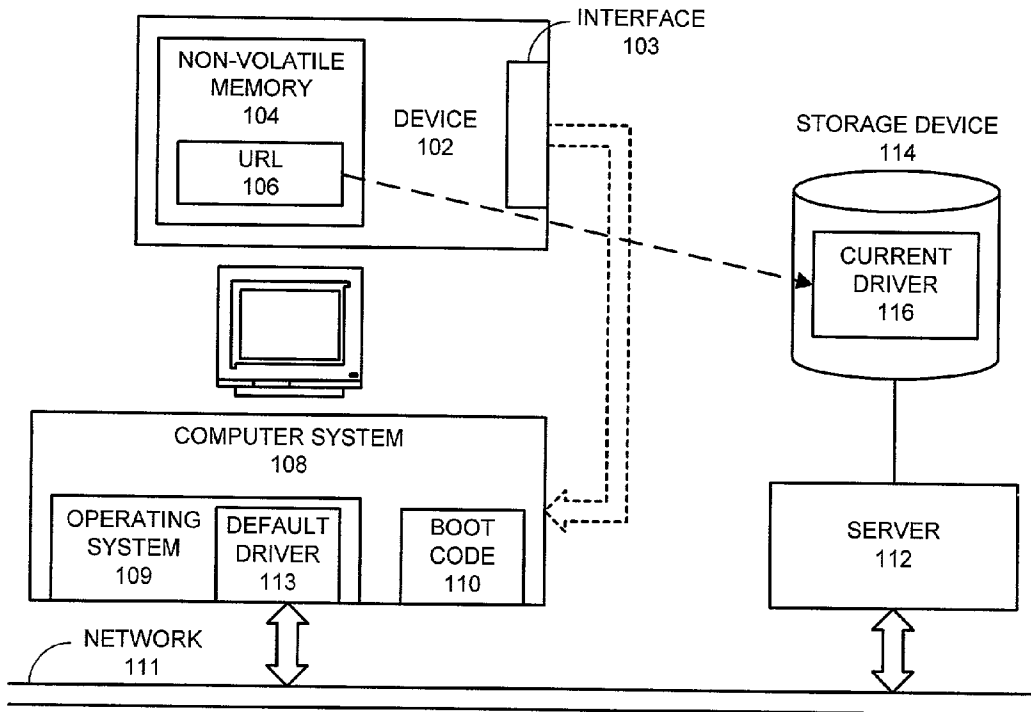 INTERFACE
103
NON-VOLATILE
MEMORY
104
URL
106
DEVICE
102
STORAGE DEVICE
114
CURRENT
DRIVER
116
COMPUTER SYSTEM
108
OPERATING
SYSTEM
109
DEFAULT
DRIVER
113
BOOT
CODE
110
SERVER
112
NETWORK
111